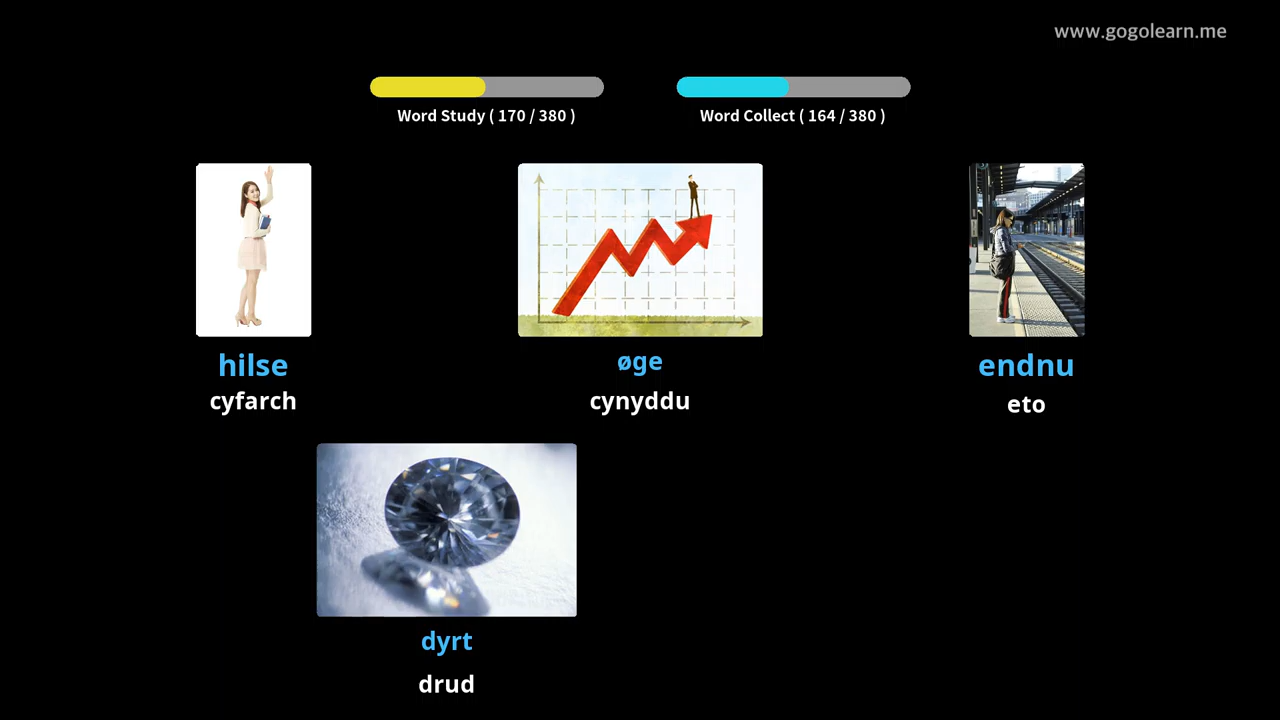 www.gogolearn.me
Word Study ( 170 / 380 )
Word Collect ( 164 / 380 )
hilse
cyfarch
øge
cynyddu
endnu
eto
dyrt
drud